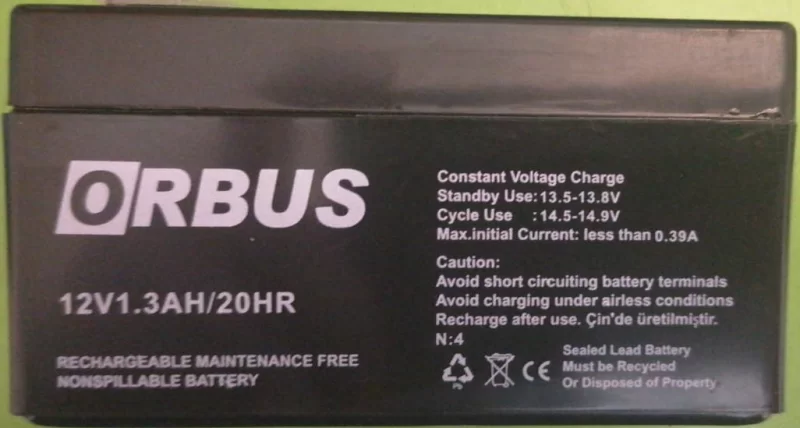 ORBUS
12V1.3AH/20HR
RECHARGEABLE MAINTENANCE FREE
NONSPILLABLE BATTERY
Constant Voltage Charge
Standby Use:13.5-13.8V
Cycle Use :14.5-14.9V
Max.initial Current: less than 0.39A
Caution:
Avoid short circuiting battery terminals
Avoid charging under airless conditions
Recharge after use. Çin'de üretilmiştir.
N:4
Pb
CE
Sealed Lead Battery
Must be Recycled
Or Disposed of Property